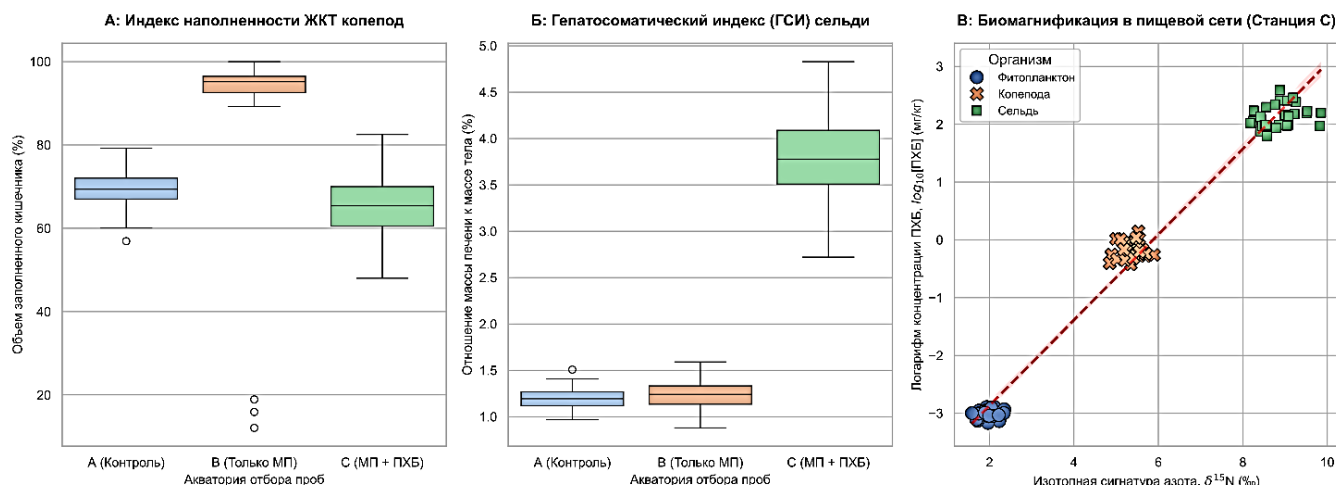 А: Индекс наполненности ЖКТ копепод
Объем заполненного кишечника (%)
100
80
60
40
20
А (Контроль)
В (Только МП)
С (МП + ПХБ)
Акватория отбора проб
Б: Гепатосоматический индекс (ГСИ) сельди
Отношение массы печени к массе тела (%)
5.0
4.5
4.0
3.5
3.0
2.5
2.0
1.5
1.0
А (Контроль)
В (Только МП)
С (МП + ПХБ)
Акватория отбора проб
В: Биомагнификация в пищевой сети (Станция С)
Логарифм концентрации ПХБ, log₁₀[ПХБ] (мг/кг)
3
2
1
0
−1
−2
−3
Организм
Фитопланктон
Копепода
Сельдь
2
4
6
8
10
Изотопная сигнатура азота, δ¹⁵N (‰)